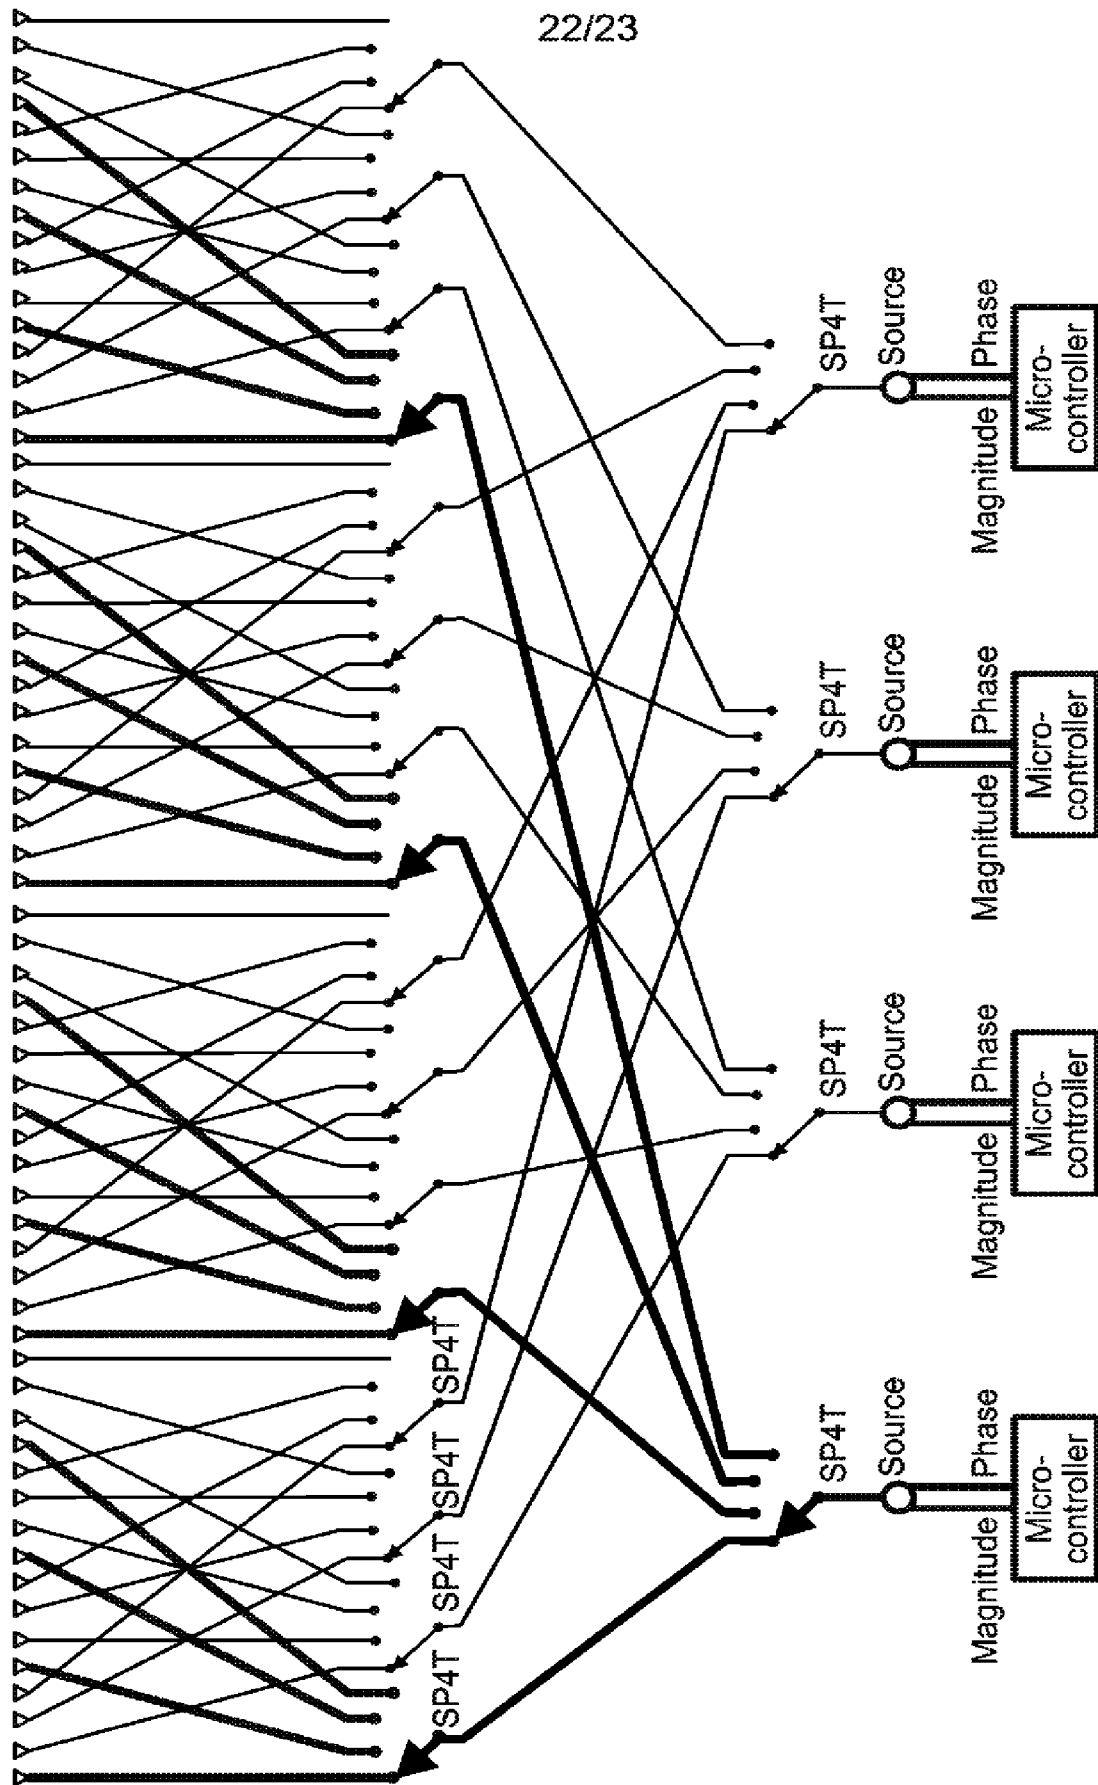 22/23
SP4T
SP4T
SP4T
SP4T
SP4T
Source
Magnitude
Phase
Micro-
controller
SP4T
Source
Magnitude
Phase
Micro-
controller
SP4T
Source
Magnitude
Phase
Micro-
controller
SP4T
Source
Magnitude
Phase
Micro-
controller